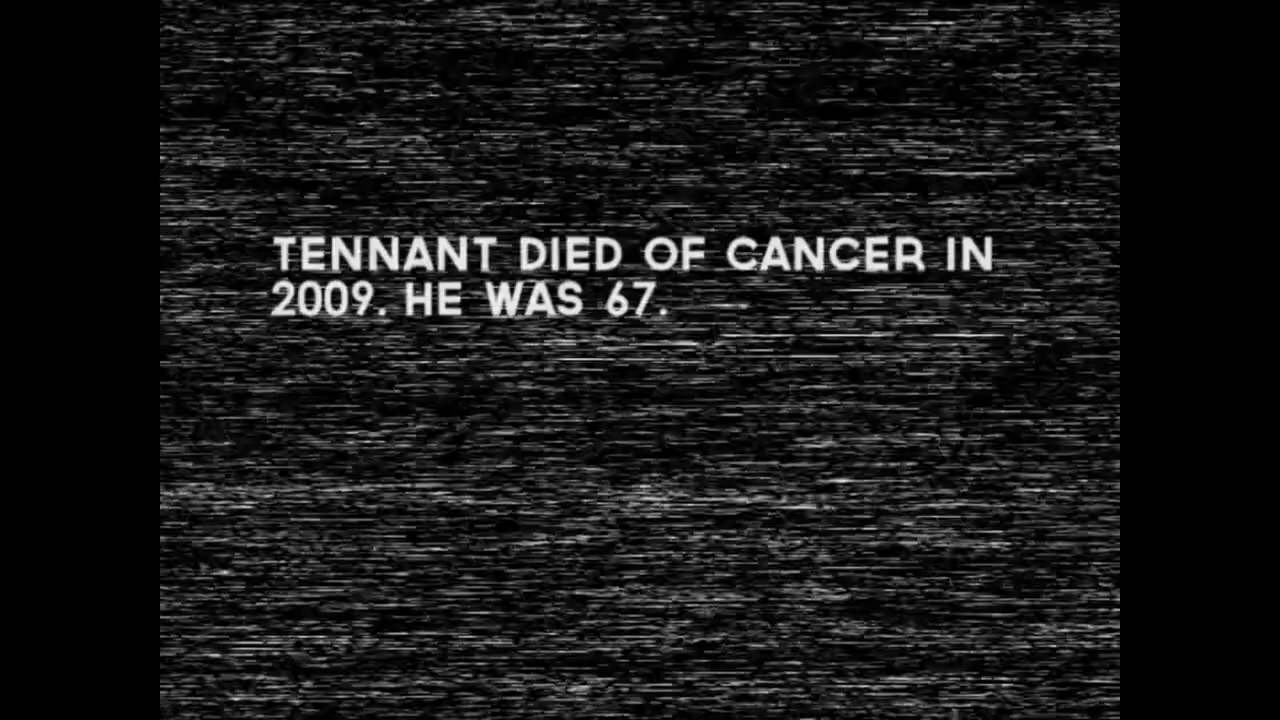 TENNANT DIED OF CANCER IN
2009. HE WAS 67.